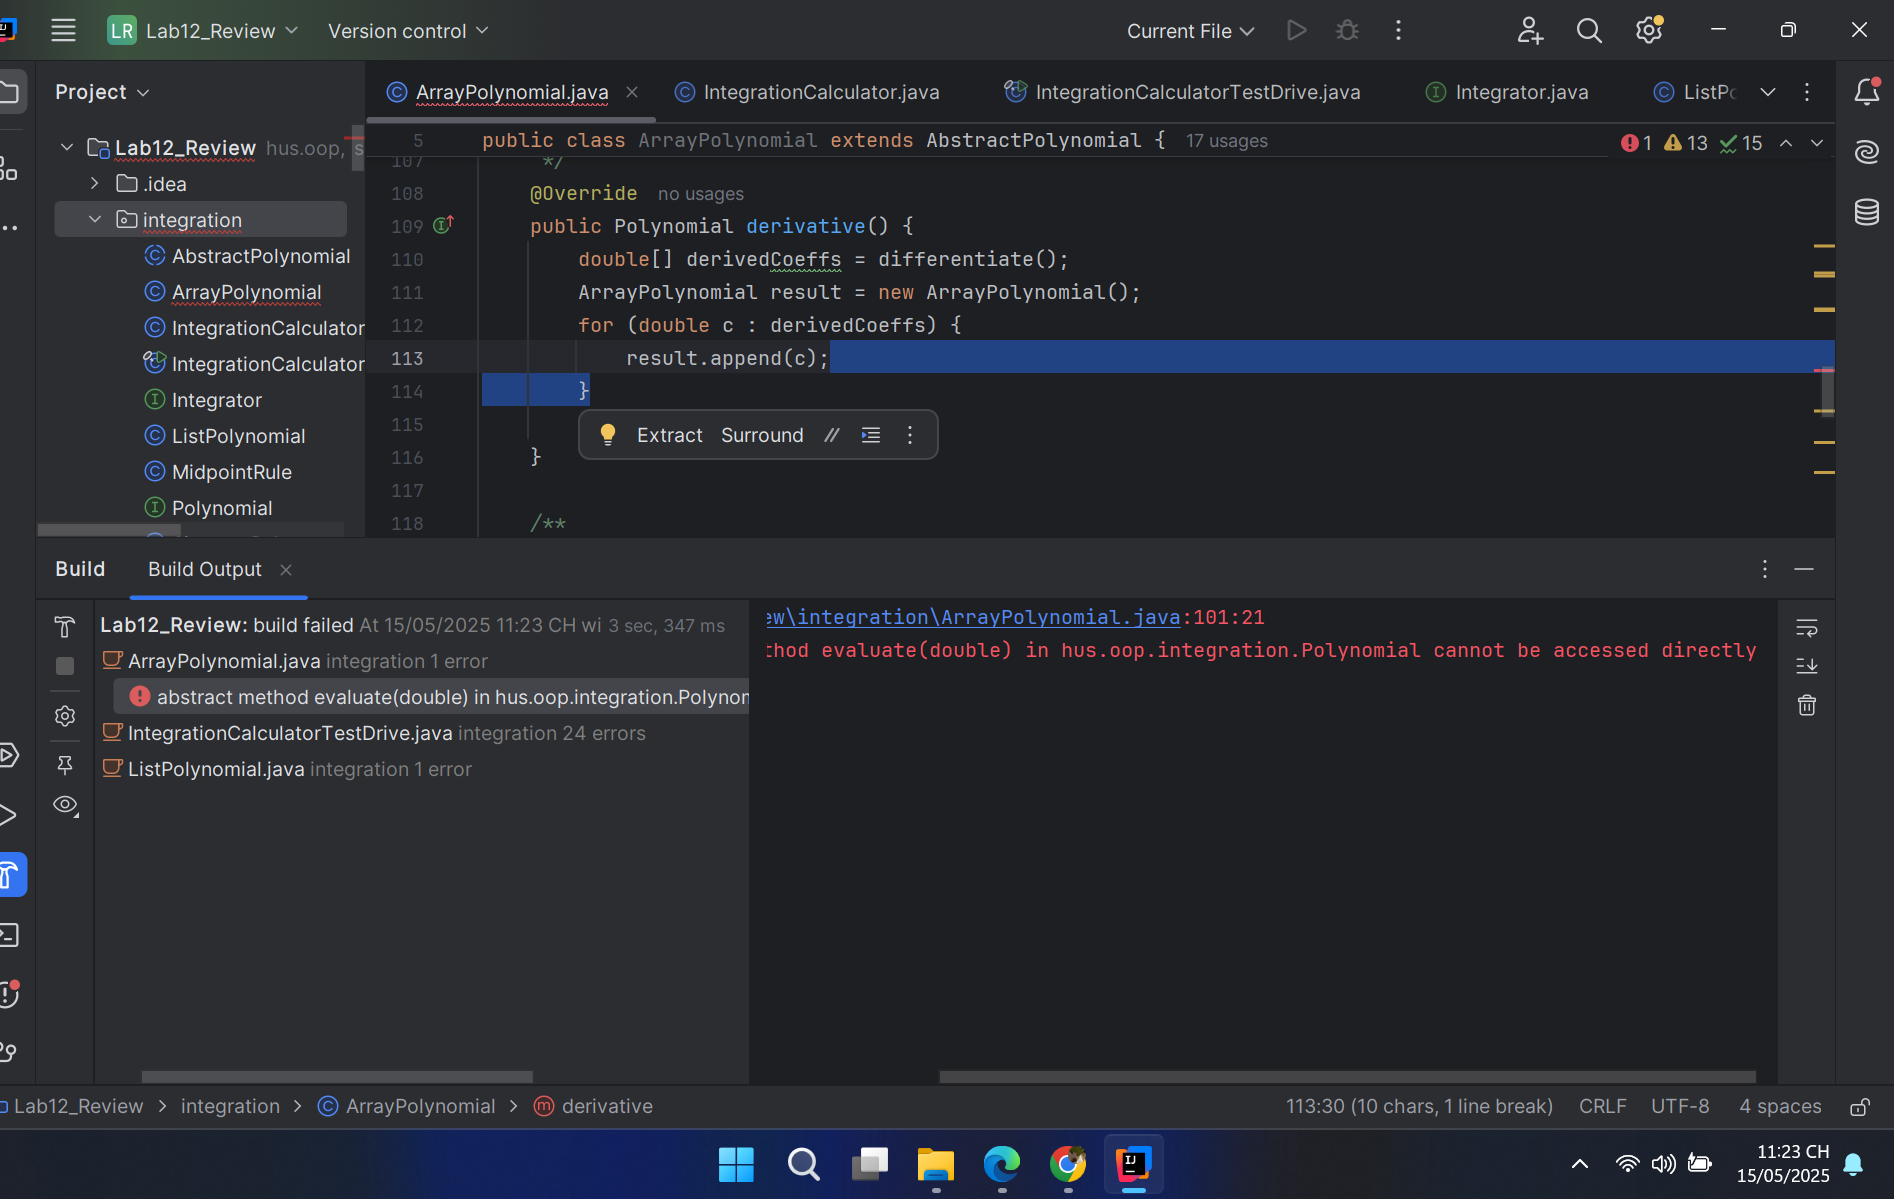 LR Lab12_Review Version control Current File
Project
ArrayPolynomial.java IntegrationCalculator.java IntegrationCalculatorTestDrive.java Integrator.java ListPo
Lab12_Review hus.oop, s
.idea
integration
AbstractPolynomial
ArrayPolynomial
IntegrationCalculator
IntegrationCalculator
Integrator
ListPolynomial
MidpointRule
Polynomial
5 public class ArrayPolynomial extends AbstractPolynomial { 17 usages
1 13 15
107 */
108 @Override no usages
109 public Polynomial derivative() {
110 double[] derivedCoeffs = differentiate();
111 ArrayPolynomial result = new ArrayPolynomial();
112 for (double c : derivedCoeffs) {
113 result.append(c);
114 }
115
116 }
117
118 /**
Extract Surround //
Build Build Output
Lab12_Review: build failed At 15/05/2025 11:23 CH wi 3 sec, 347 ms
ArrayPolynomial.java integration 1 error
abstract method evaluate(double) in hus.oop.integration.Polynom
IntegrationCalculatorTestDrive.java integration 24 errors
ListPolynomial.java integration 1 error
ew\integration\ArrayPolynomial.java:101:21
thod evaluate(double) in hus.oop.integration.Polynomial cannot be accessed directly
Lab12_Review > integration > ArrayPolynomial > derivative
113:30 (10 chars, 1 line break) CRLF UTF-8 4 spaces
11:23 CH
15/05/2025